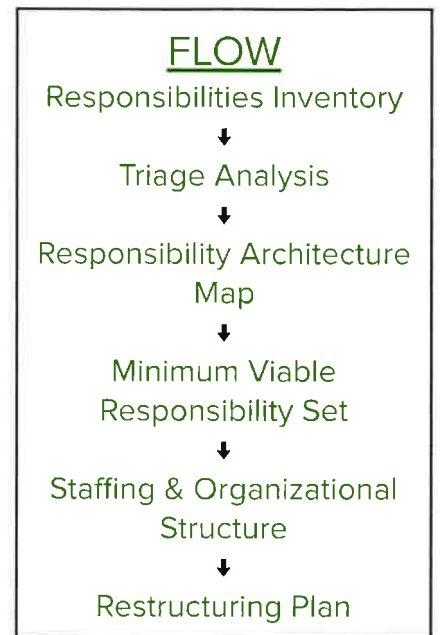 FLOW
Responsibilities Inventory
Triage Analysis
Responsibility Architecture
Map
Minimum Viable
Responsibility Set
Staffing & Organizational
Structure
Restructuring Plan